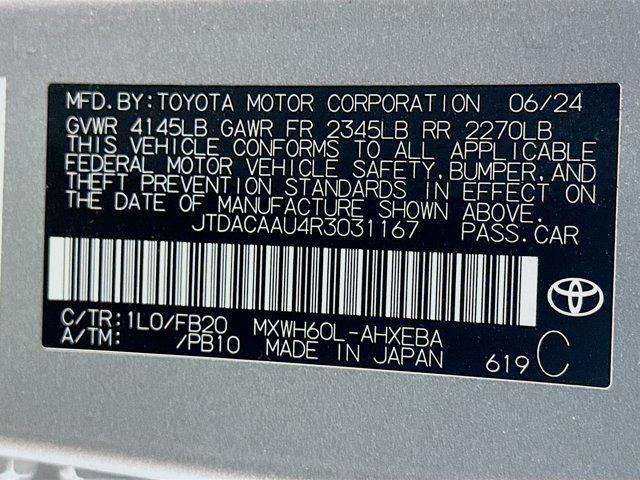 MFD. BY: TOYOTA MOTOR CORPORATION 06/24
GVWR 4145LB GAWR FR 2345LB RR 2270LB
THIS VEHICLE CONFORMS TO ALL APPLICABLE
FEDERAL MOTOR VEHICLE SAFETY, BUMPER, AND
THEFT PREVENTION STANDARDS IN EFFECT ON
THE DATE OF MANUFACTURE SHOWN ABOVE.
JTDACAAU4R3031167 PASS. CAR
C/TR: 1L0/FB20 MXWH60L-AHXEBA
A/TM: /PB10 MADE IN JAPAN 619 C